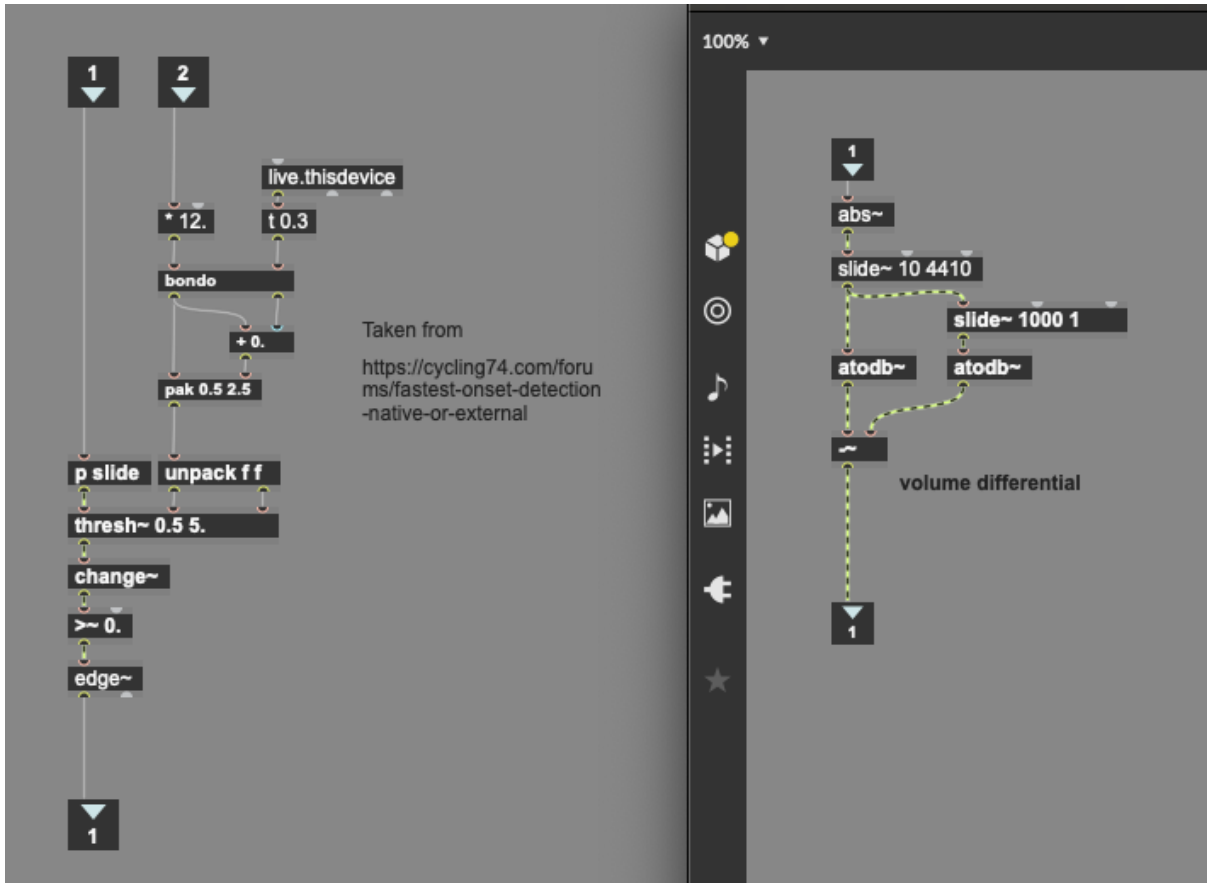 1
2
live.thisdevice
* 12.
t 0.3
bondo
+ 0.
Taken from
https://cycling74.com/foru
ms/fastest-onset-detection
-native-or-external
pak 0.5 2.5
p slide
unpack f f
thresh~ 0.5 5.
change~
>~ 0.
edge~
1
100%
1
abs~
slide~ 10 4410
slide~ 1000 1
atodb~
atodb~
-~
volume differential
1